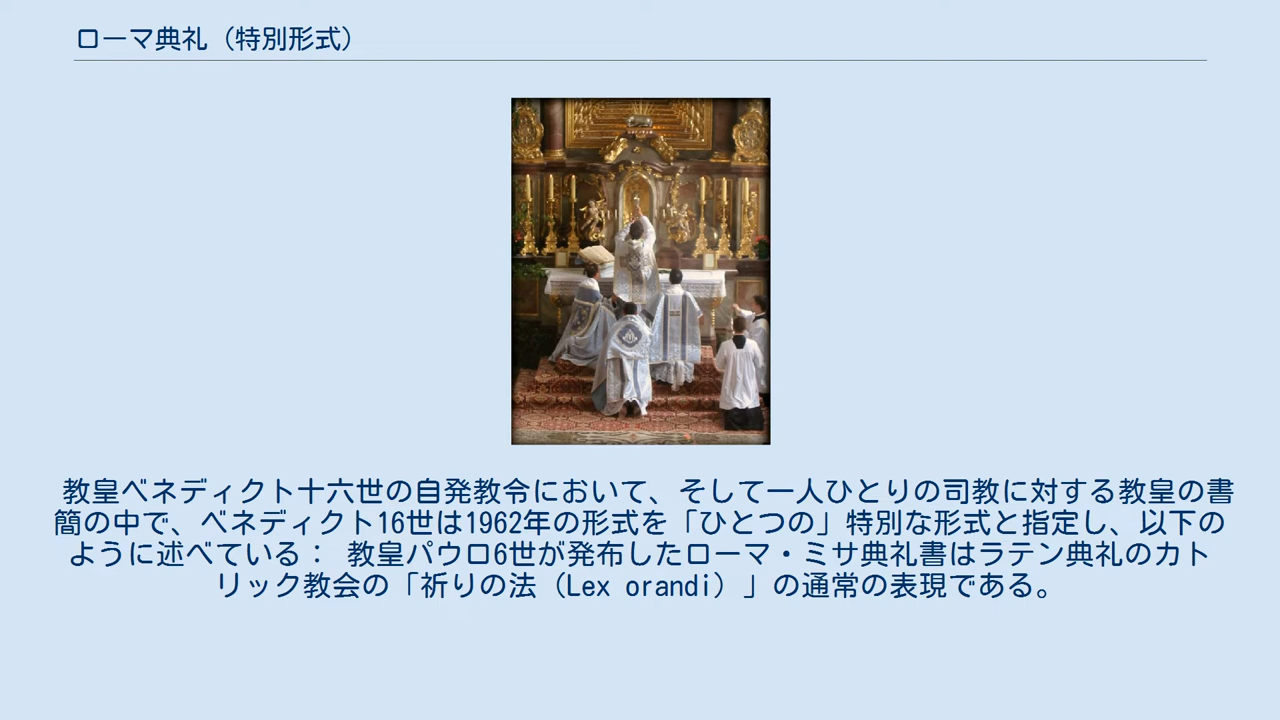 ローマ典礼（特別形式）
教皇ベネディクト十六世の自発教令において、そして一人ひとりの司教に対する教皇の書
簡の中で、ベネディクト16世は1962年の形式を「ひとつの」特別な形式と指定し、以下の
ように述べている： 教皇パウロ6世が発布したローマ・ミサ典礼書はラテン典礼のカト
リック教会の「祈りの法（Lex orandi）」の通常の表現である。